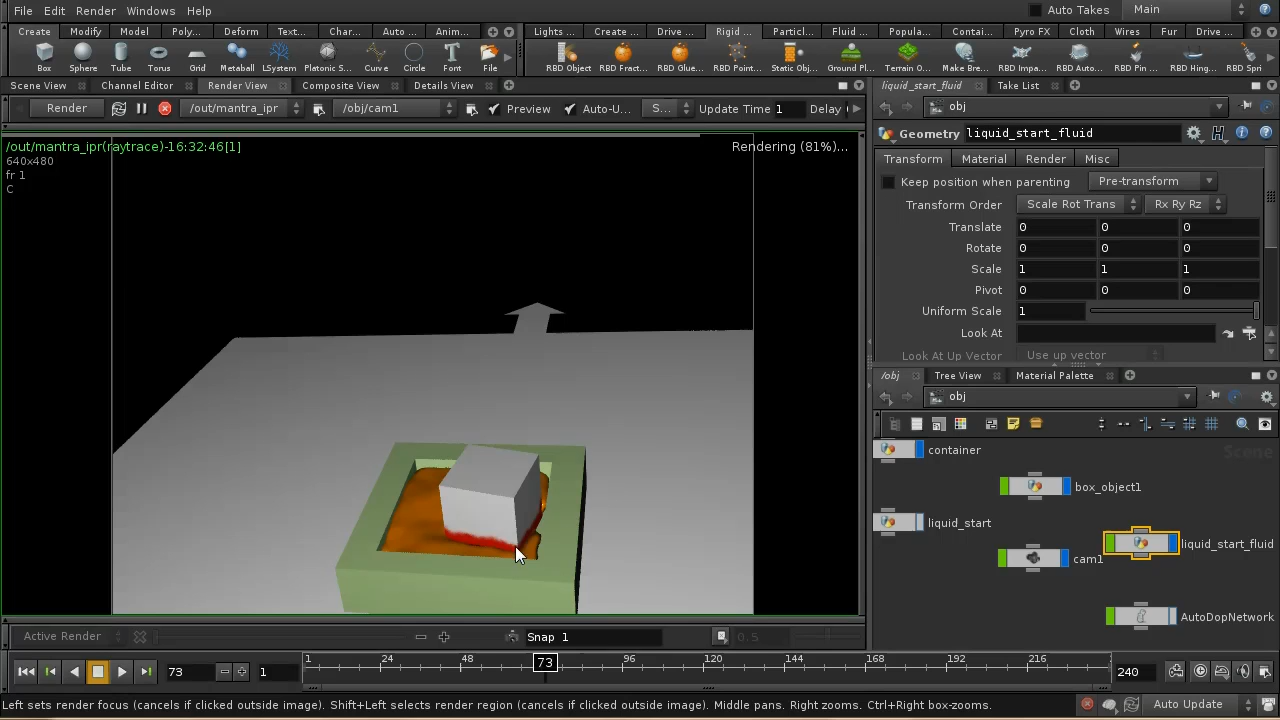 File Edit Render Windows Help Auto Takes Main
Create Modify Model Poly... Deform Text... Char... Auto ... Anim... Lights ... Create ... Drive ... Rigid ... Particl... Fluid ... Popula... Contai... Pyro FX Cloth Wires Fur Drive ...
Box Sphere Tube Torus Grid Metaball LSystem Platonic S... Curve Circle Font File RBD Object RBD Fract... RBD Glue... RBD Point... Static Obj... Ground Pl... Terrain O... Make Bre... RBD Impa... RBD Auto... RBD Pin ... RBD Hing... RBD Spri
Scene View Channel Editor Render View Composite View Details View liquid_start_fluid Take List
Render /out/mantra_ipr /obj/cam1 Preview Auto-U... S... Update Time 1 Delay obj
/out/mantra_ipr(raytrace)-16:32:46[1] Rendering (81%)...
640x480
fr 1
C
Geometry liquid_start_fluid
Transform Material Render Misc
Keep position when parenting Pre-transform
Transform Order Scale Rot Trans Rx Ry Rz
Translate 0 0 0
Rotate 0 0 0
Scale 1 1 1
Pivot 0 0 0
Uniform Scale 1
Look At
Look At Up Vector Use up vector
/obj Tree View Material Palette
obj
Scene
container
box_object1
liquid_start
liquid_start_fluid
cam1
AutoDopNetwork
Active Render Snap 1 0.5
73 1 1 24 48 73 96 120 144 168 192 216 240
Left sets render focus (cancels if clicked outside image). Shift+Left selects render region (cancels if clicked outside image). Middle pans. Right zooms. Ctrl+Right box-zooms. Auto Update